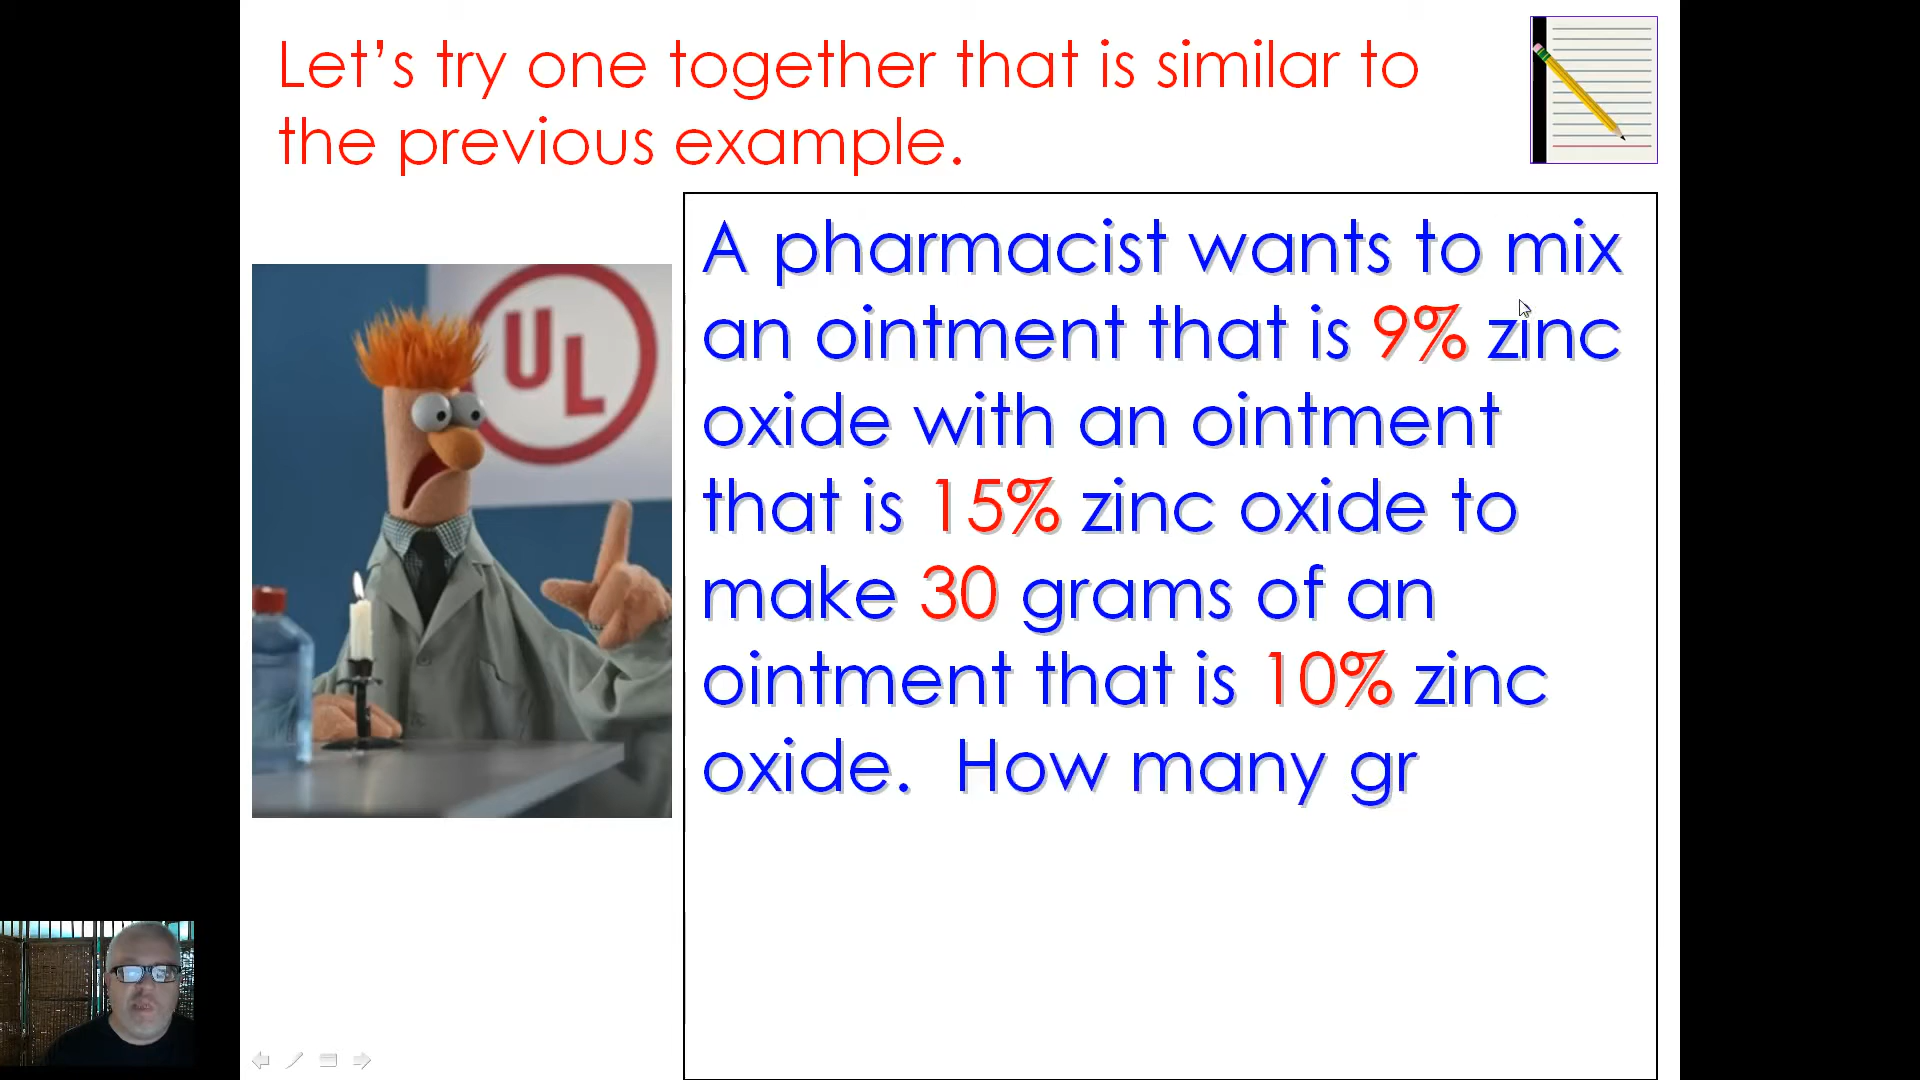 Let’s try one together that is similar to
the previous example.
UL
A pharmacist wants to mix
an ointment that is 9% zinc
oxide with an ointment
that is 15% zinc oxide to
make 30 grams of an
ointment that is 10% zinc
oxide.  How many gr